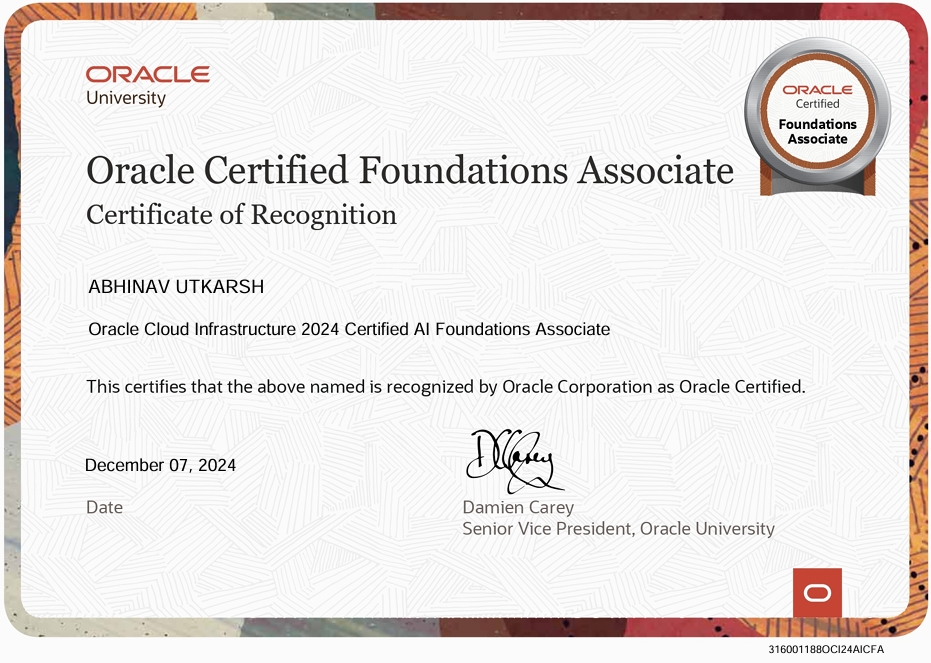 ORACLE
University
ORACLE
Certified
Foundations
Associate
Oracle Certified Foundations Associate
Certificate of Recognition
ABHINAV UTKARSH
Oracle Cloud Infrastructure 2024 Certified AI Foundations Associate
This certifies that the above named is recognized by Oracle Corporation as Oracle Certified.
December 07, 2024
Date
DCCarey
Damien Carey
Senior Vice President, Oracle University
316001188OCI24AICFA